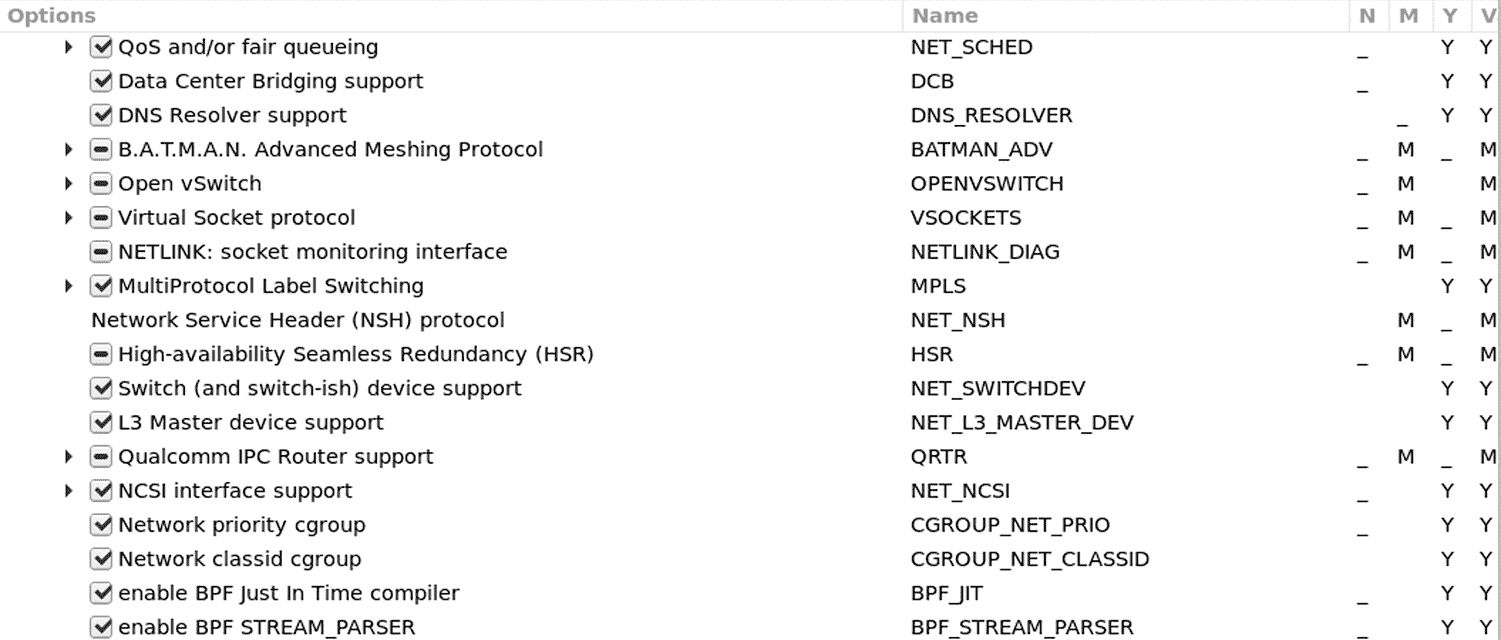 Options Name N M Y V
QoS and/or fair queueing NET_SCHED _ Y Y
Data Center Bridging support DCB _ Y Y
DNS Resolver support DNS_RESOLVER _ Y Y
B.A.T.M.A.N. Advanced Meshing Protocol BATMAN_ADV _ M _ M
Open vSwitch OPENVSWITCH _ M M
Virtual Socket protocol VSOCKETS _ M _ M
NETLINK: socket monitoring interface NETLINK_DIAG _ M _ M
MultiProtocol Label Switching MPLS Y Y
Network Service Header (NSH) protocol NET_NSH M _ M
High-availability Seamless Redundancy (HSR) HSR _ M _ M
Switch (and switch-ish) device support NET_SWITCHDEV Y Y
L3 Master device support NET_L3_MASTER_DEV Y Y
Qualcomm IPC Router support QRTR _ M _ M
NCSI interface support NET_NCSI _ Y Y
Network priority cgroup CGROUP_NET_PRIO _ Y Y
Network classid cgroup CGROUP_NET_CLASSID Y Y
enable BPF Just In Time compiler BPF_JIT _ Y Y
enable BPF STREAM_PARSER BPF_STREAM_PARSER _ Y Y